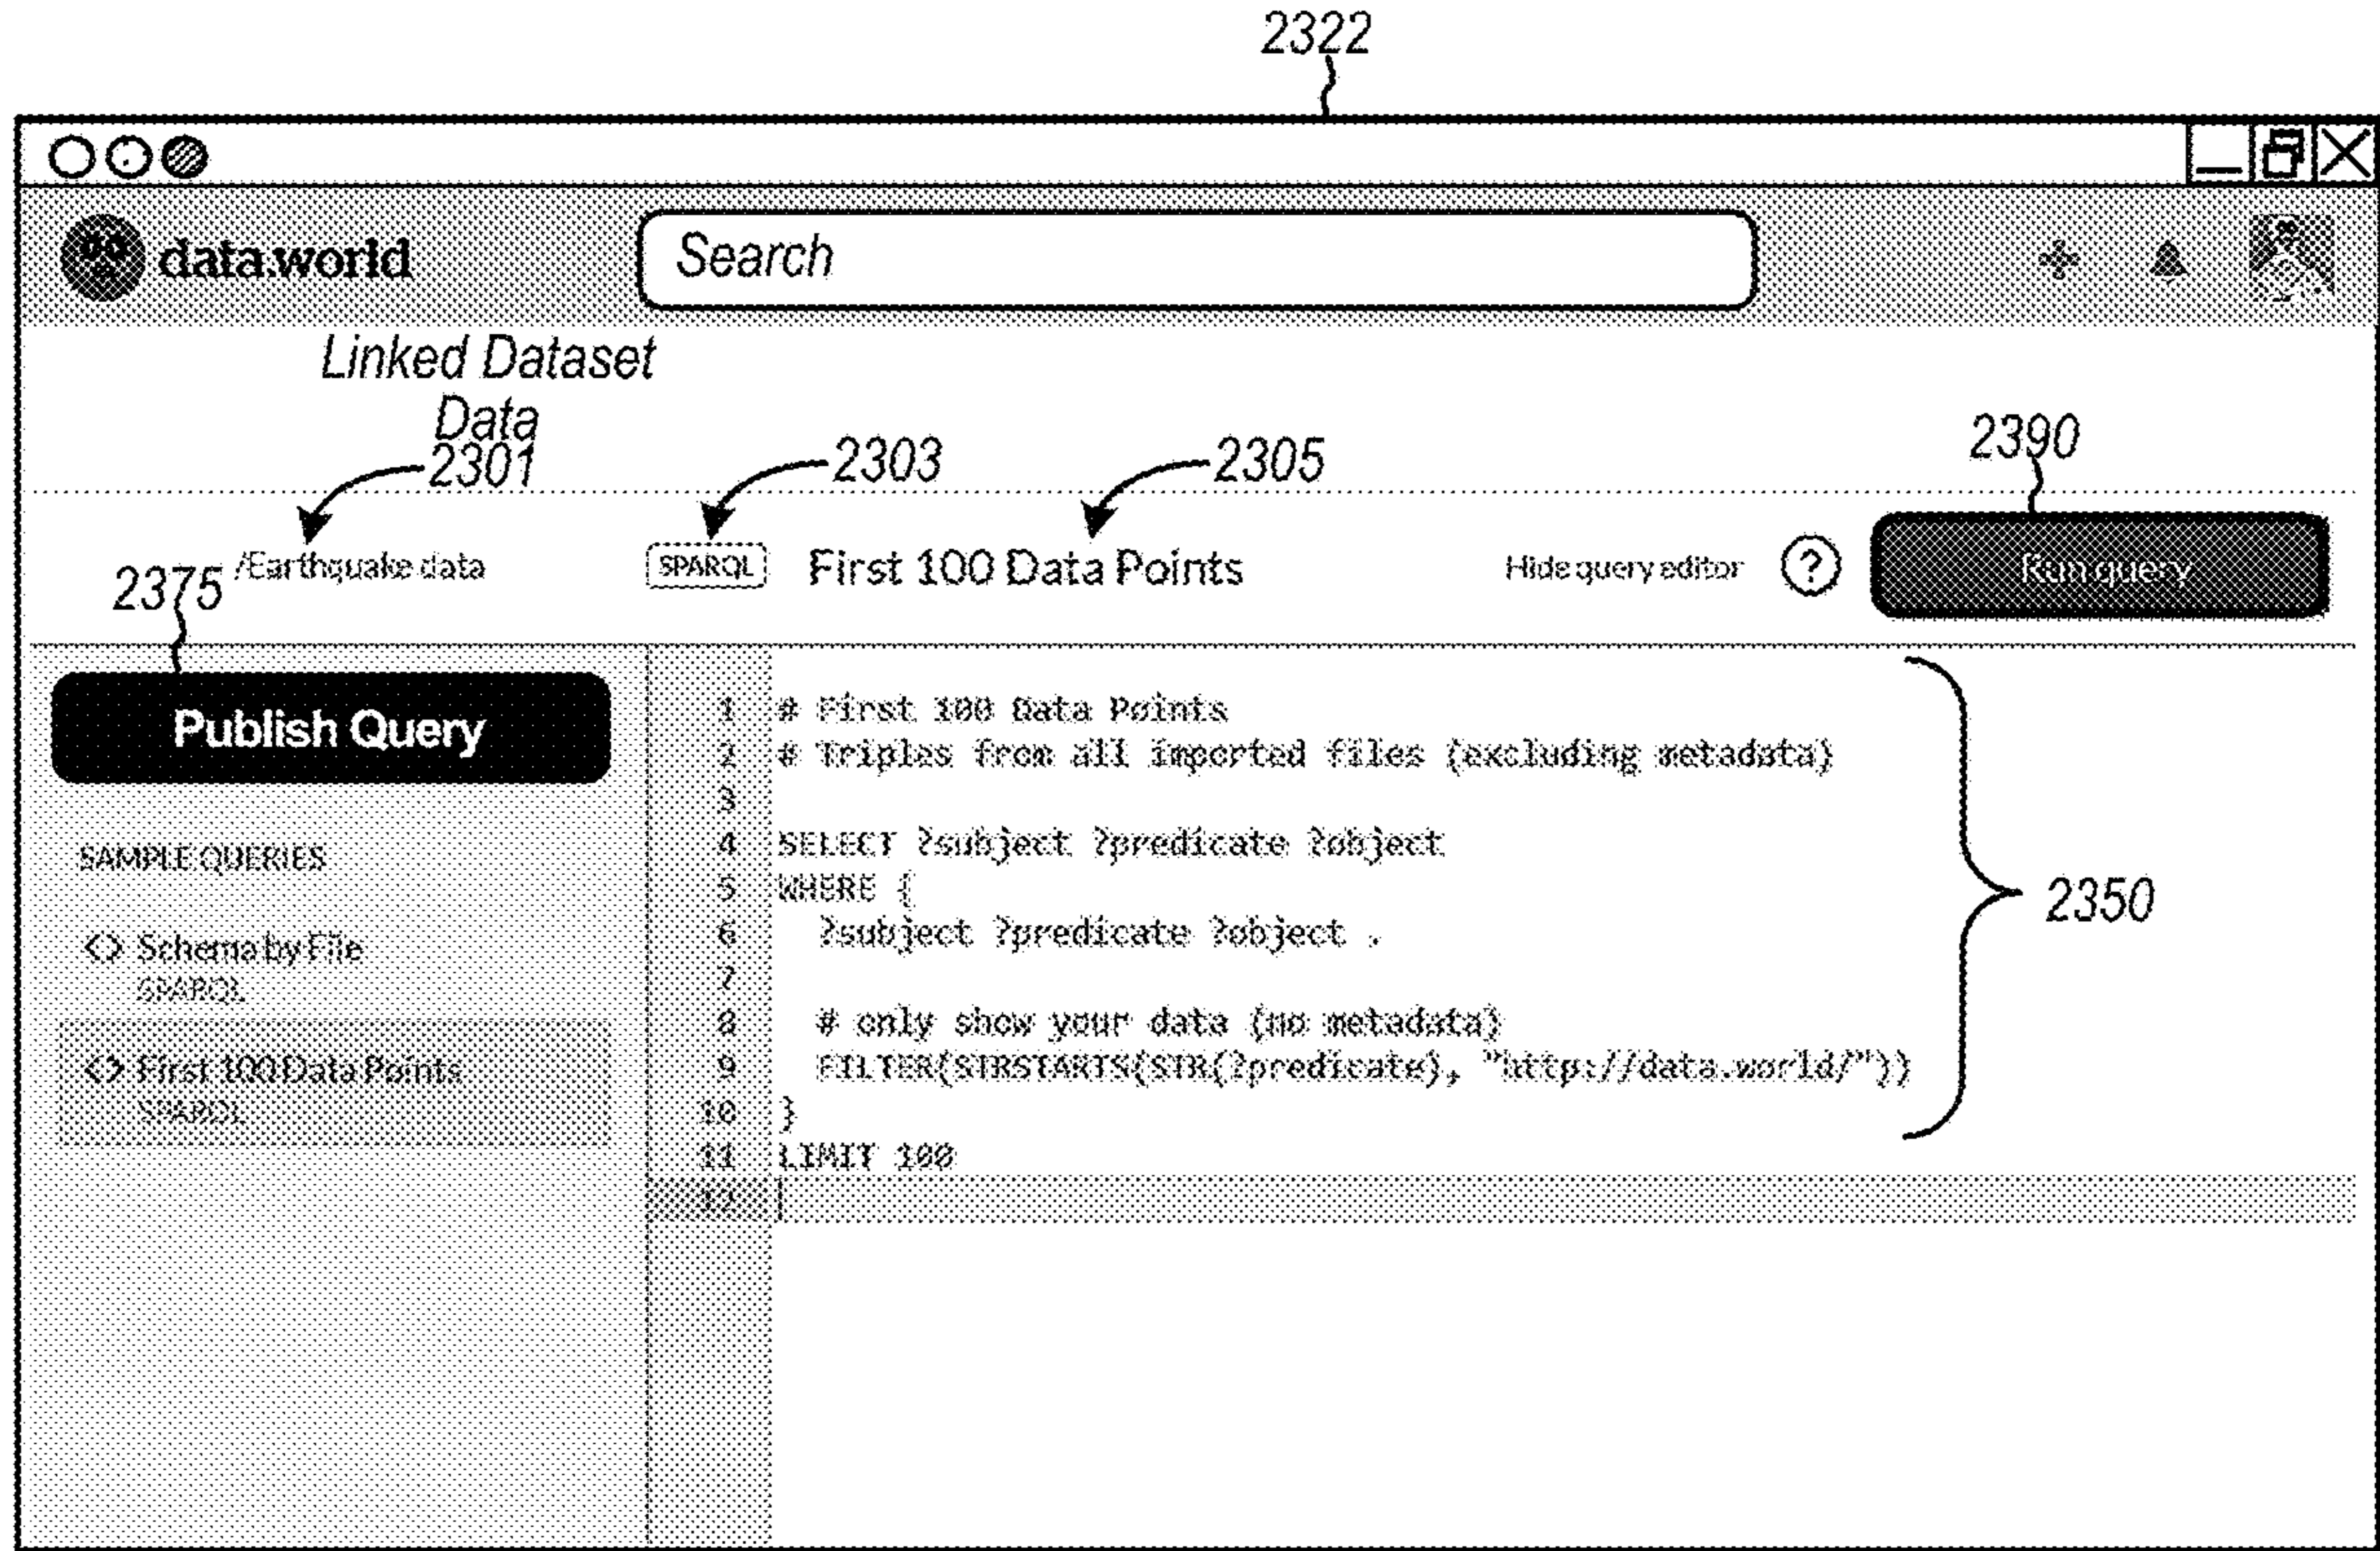 2322
data.world
Search
Linked Dataset
Data
2301
2303
2305
2390
2375
/Earthquake data
SPARQL
First 100 Data Points
Hide query editor
?
Run query
Publish Query
SAMPLE QUERIES
<> Schema by File
SPARQL
<> First 100 Data Points
SPARQL
1 # First 100 Data Points
2 # Triples from all imported files (excluding metadata)
3
4 SELECT ?subject ?predicate ?object
5 WHERE {
6 ?subject ?predicate ?object .
7
8 # only show your data (no metadata)
9 FILTER(STRSTARTS(STR(?predicate), "http://data.world/"))
10 }
11 LIMIT 100
12
2350